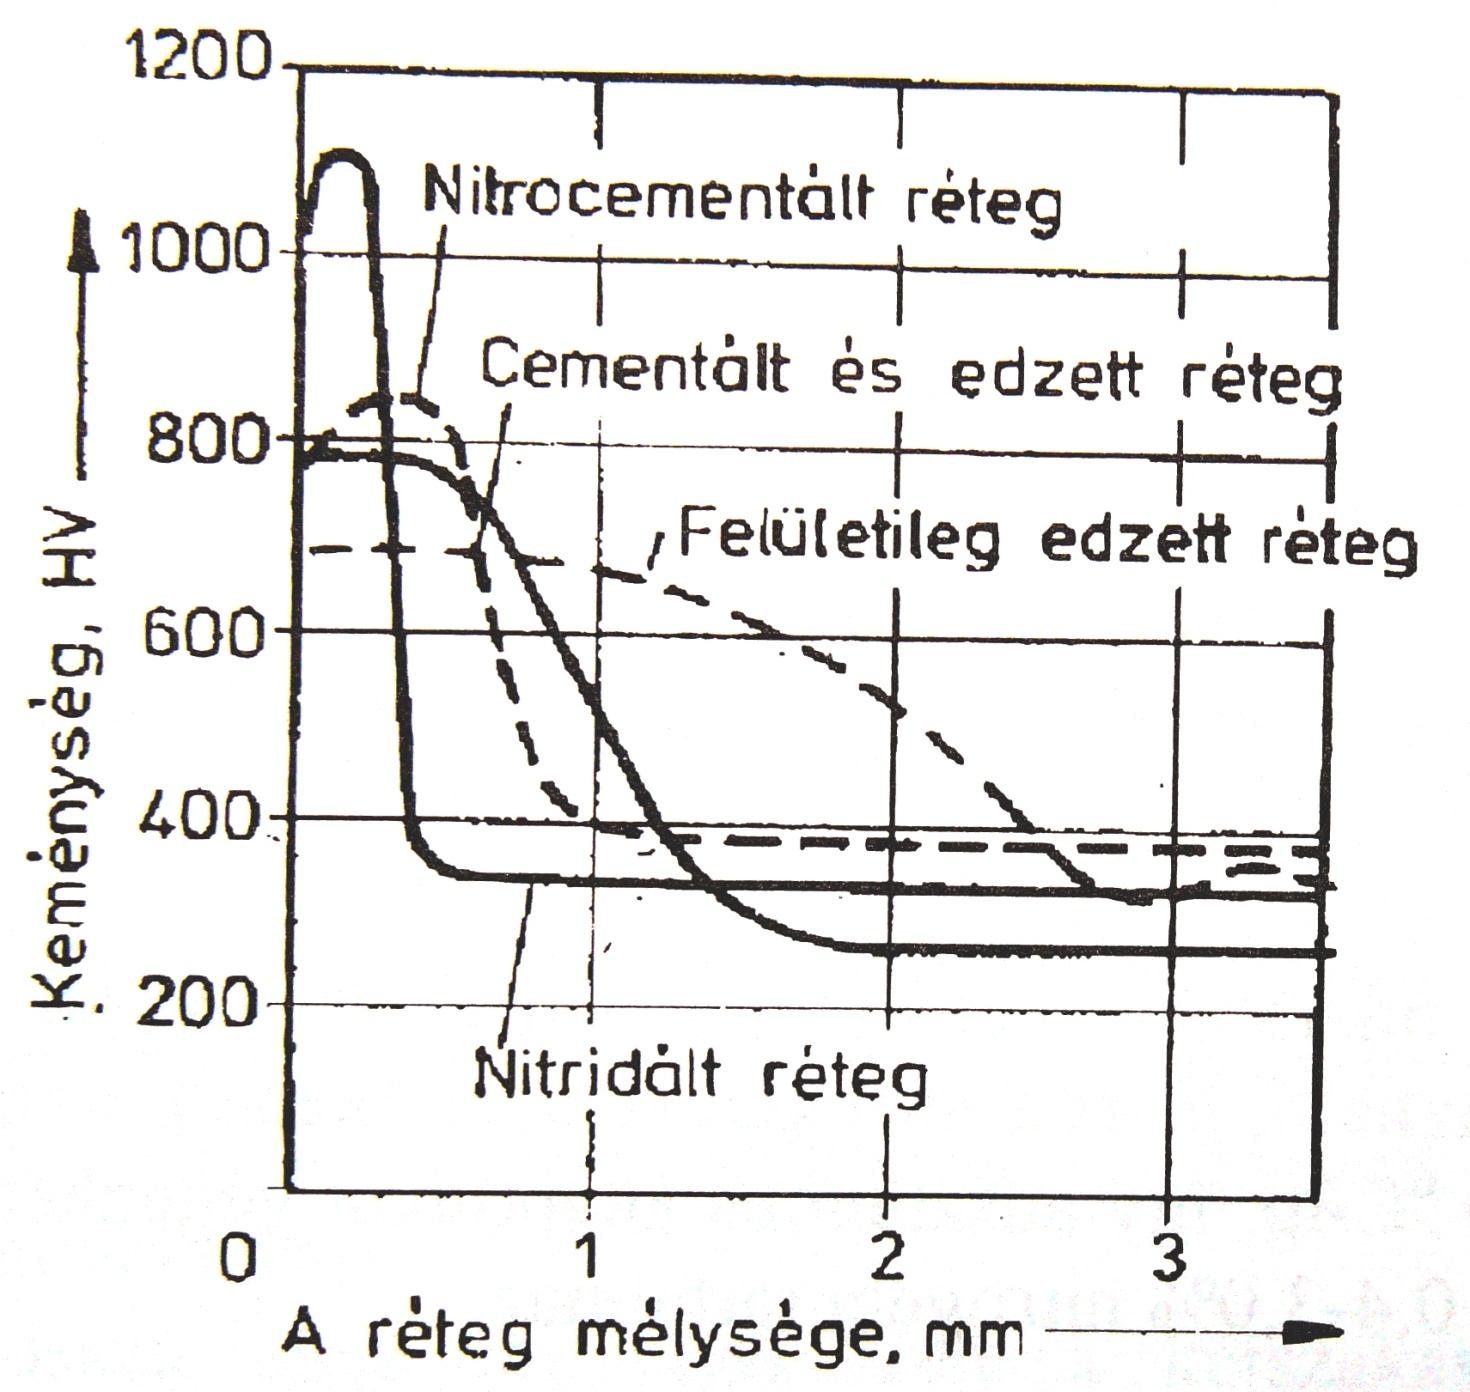 1200
Nitrocementált réteg
1000
Cementált és edzett réteg
800
Felületileg edzett réteg
600
400
200
Nitridált réteg
Keménység, HV
0 1 2 3
A réteg mélysége, mm